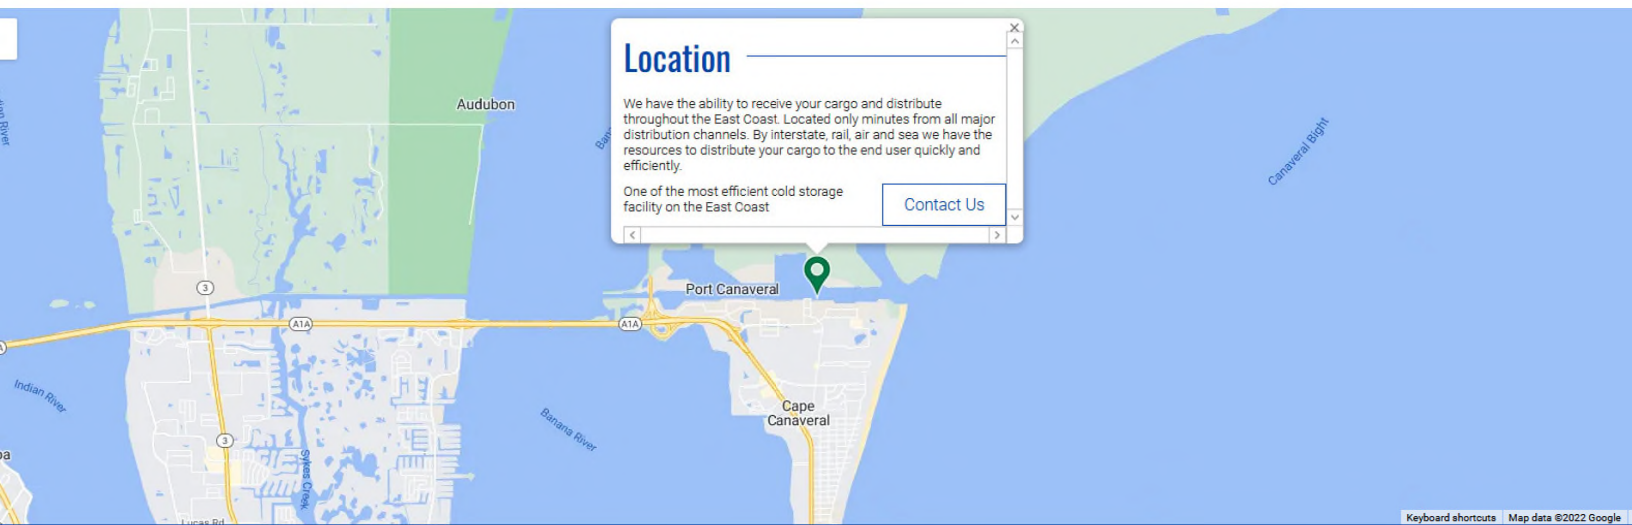 Location
We have the ability to receive your cargo and distribute
throughout the East Coast. Located only minutes from all major
distribution channels. By interstate, rail, air and sea we have the
resources to distribute your cargo to the end user quickly and
efficiently.
One of the most efficient cold storage
facility on the East Coast
Contact Us
Audubon
Canaveral Bight
3
Port Canaveral
A1A
A1A
Indian River
Banana River
Cape
Canaveral
3
Sykes Creek
Lucas Rd
Keyboard shortcuts
Map data ©2022 Google